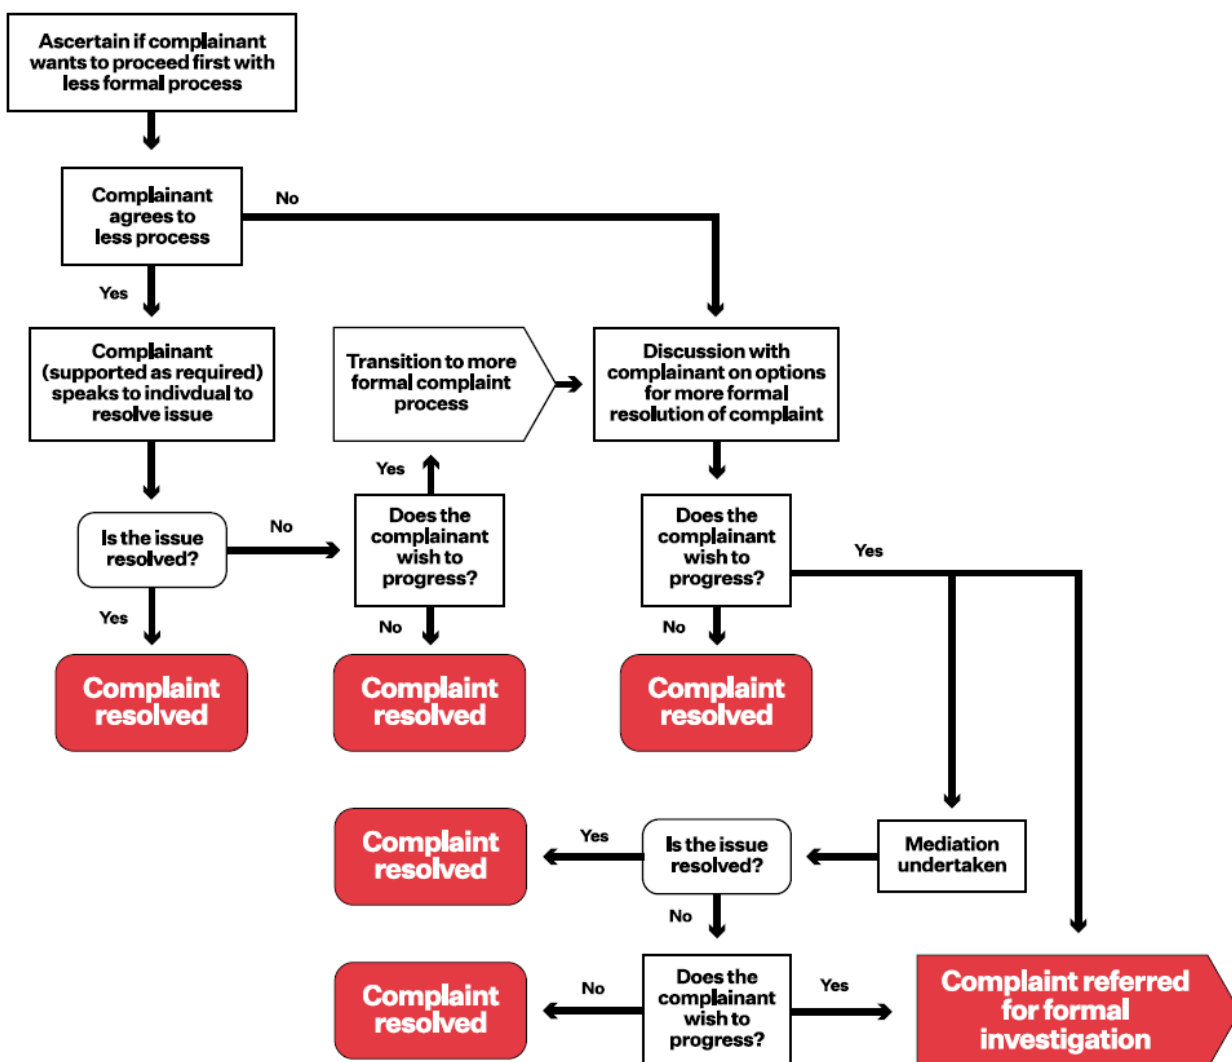 Ascertain if complainant
wants to proceed first with
less formal process
Complainant
agrees to
less process
No
Yes
Complainant
(supported as required)
speaks to indivdual to
resolve issue
Transition to more
formal complaint
process
Discussion with
complainant on options
for more formal
resolution of complaint
Yes
Is the issue
resolved?
No
Does the
complainant
wish to
progress?
Does the
complainant
wish to
progress?
Yes
Yes
No
No
Complaint
resolved
Complaint
resolved
Complaint
resolved
Complaint
resolved
Yes
Is the issue
resolved?
Mediation
undertaken
No
Complaint
resolved
No
Does the
complainant
wish to
progress?
Yes
Complaint referred
for formal
investigation